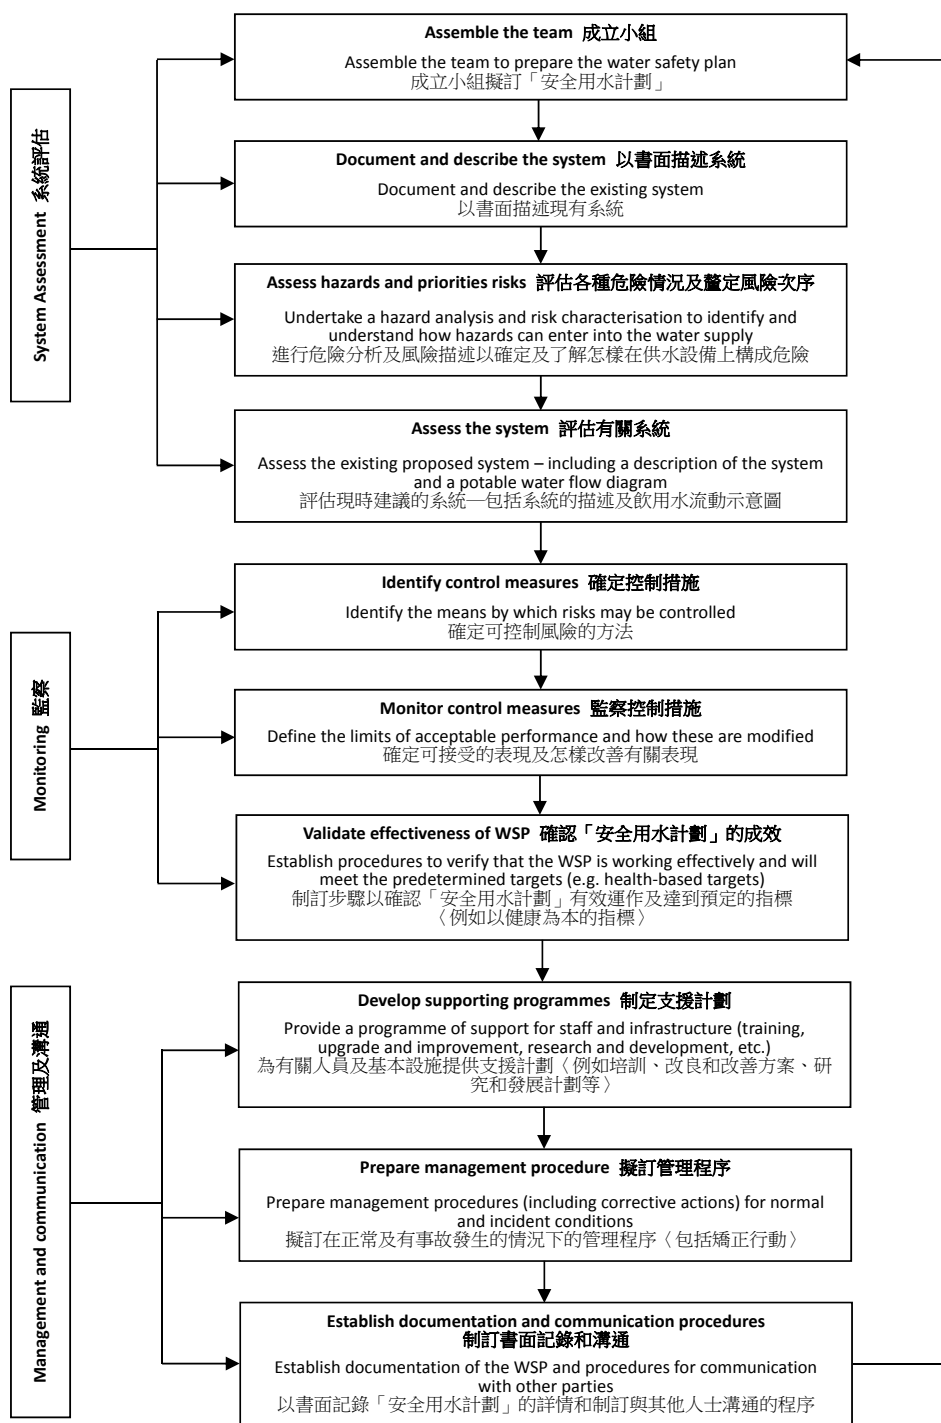 System Assessment 系統評估
Assemble the team 成立小組
Assemble the team to prepare the water safety plan
成立小組擬訂「安全用水計劃」
Document and describe the system 以書面描述系統
Document and describe the existing system
以書面描述現有系統
Assess hazards and priorities risks 評估各種危險情況及釐定風險次序
Undertake a hazard analysis and risk characterisation to identify and
understand how hazards can enter into the water supply
進行危險分析及風險描述以確定及了解怎樣在供水設備上構成危險
Assess the system 評估有關系統
Assess the existing proposed system – including a description of the system
and a potable water flow diagram
評估現時建議的系統—包括系統的描述及飲用水流動示意圖
Monitoring 監察
Identify control measures 確定控制措施
Identify the means by which risks may be controlled
確定可控制風險的方法
Monitor control measures 監察控制措施
Define the limits of acceptable performance and how these are modified
確定可接受的表現及怎樣改善有關表現
Validate effectiveness of WSP 確認「安全用水計劃」的成效
Establish procedures to verify that the WSP is working effectively and will
meet the predetermined targets (e.g. health-based targets)
制訂步驟以確認「安全用水計劃」有效運作及達到預定的指標
〈例如以健康為本的指標〉
Management and communication 管理及溝通
Develop supporting programmes 制定支援計劃
Provide a programme of support for staff and infrastructure (training,
upgrade and improvement, research and development, etc.)
為有關人員及基本設施提供支援計劃〈例如培訓、改良和改善方案、研
究和發展計劃等〉
Prepare management procedure 擬訂管理程序
Prepare management procedures (including corrective actions) for normal
and incident conditions
擬訂在正常及有事故發生的情況下的管理程序〈包括矯正行動〉
Establish documentation and communication procedures
制訂書面記錄和溝通
Establish documentation of the WSP and procedures for communication
with other parties
以書面記錄「安全用水計劃」的詳情和制訂與其他人士溝通的程序